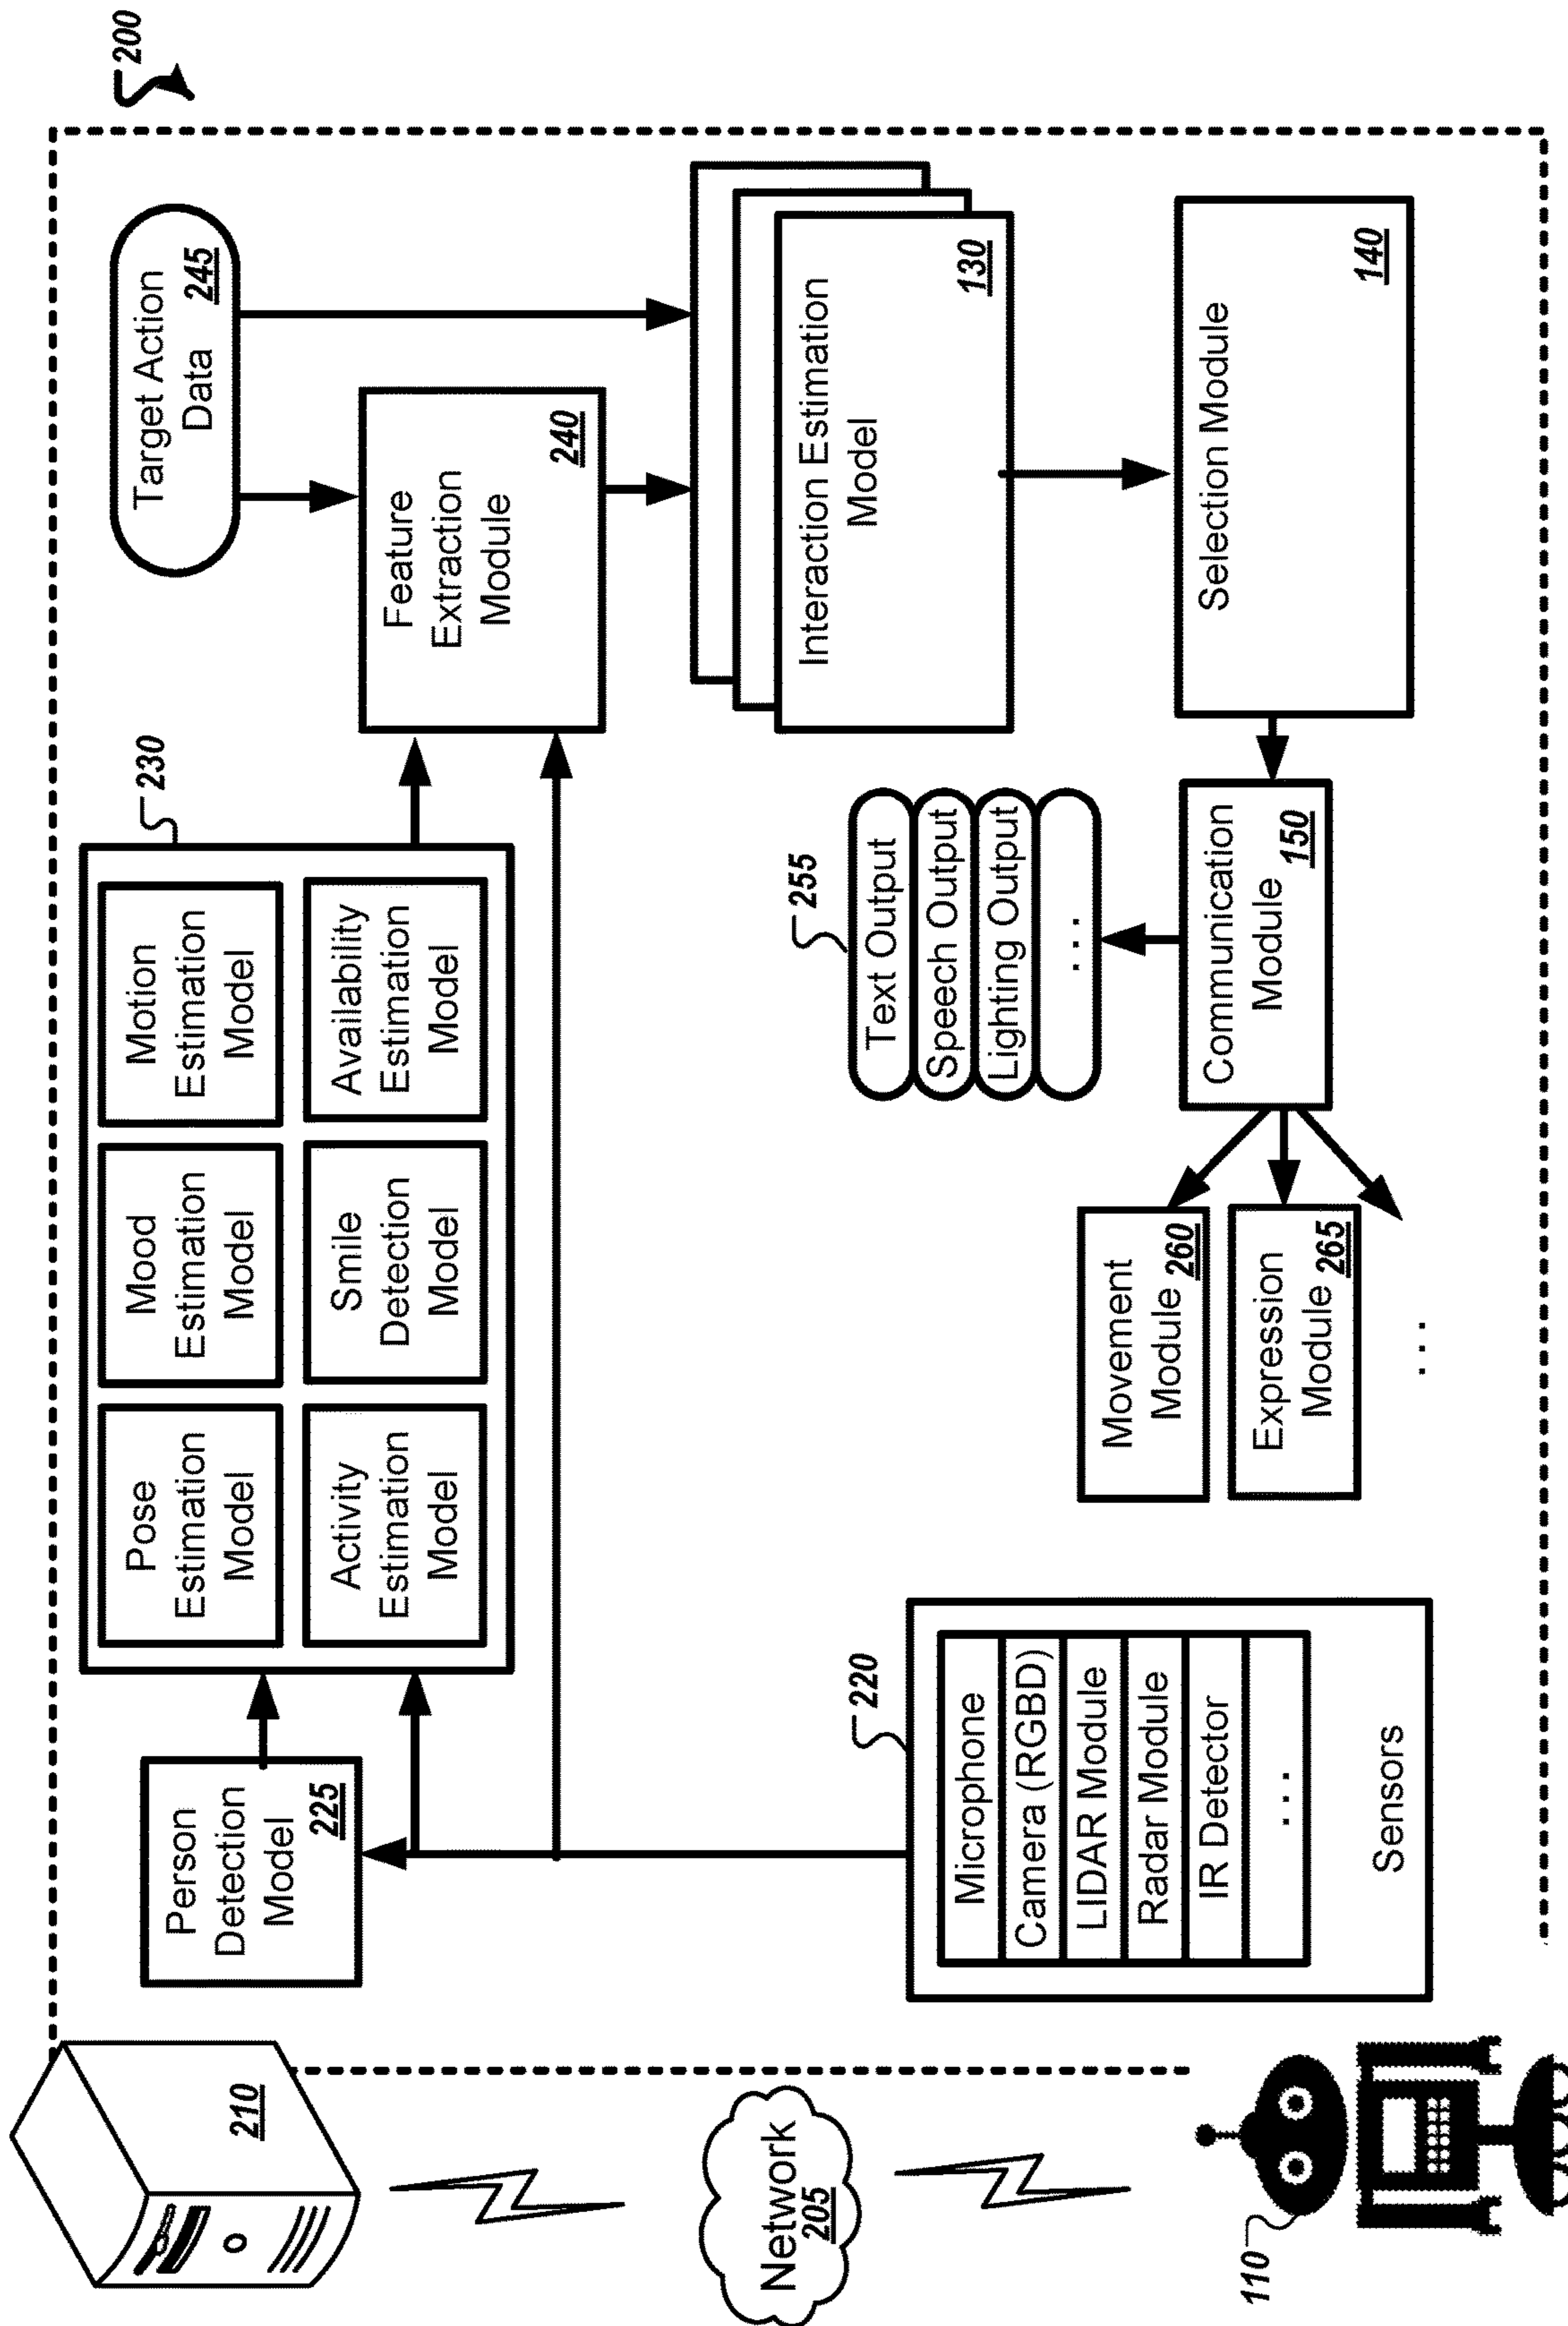 200
210
Network
205
110
Person
Detection
Model
225
230
Pose
Estimation
Model
Mood
Estimation
Model
Motion
Estimation
Model
Activity
Estimation
Model
Smile
Detection
Model
Availability
Estimation
Model
Target Action
Data
245
Feature
Extraction
Module
240
Interaction Estimation
Model
130
Selection Module
140
220
Microphone
Camera (RGBD)
LIDAR Module
Radar Module
IR Detector
...
Sensors
255
Text Output
Speech Output
Lighting Output
...
Communication
Module
150
Movement
Module
260
Expression
Module
265
...